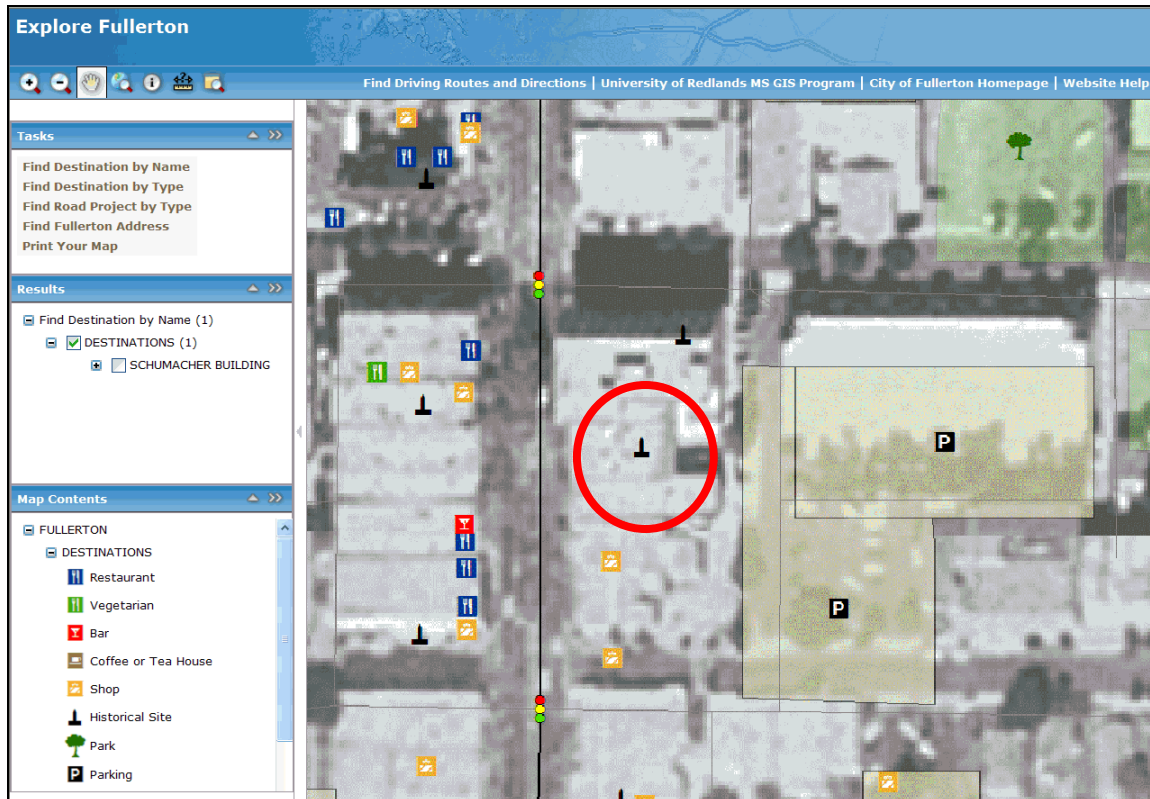 Explore Fullerton
Find Driving Routes and Directions | University of Redlands MS GIS Program | City of Fullerton Homepage | Website Help
Tasks
Find Destination by Name
Find Destination by Type
Find Road Project by Type
Find Fullerton Address
Print Your Map
Results
Find Destination by Name (1)
DESTINATIONS (1)
SCHUMACHER BUILDING
Map Contents
FULLERTON
DESTINATIONS
Restaurant
Vegetarian
Bar
Coffee or Tea House
Shop
Historical Site
Park
P Parking
P
P